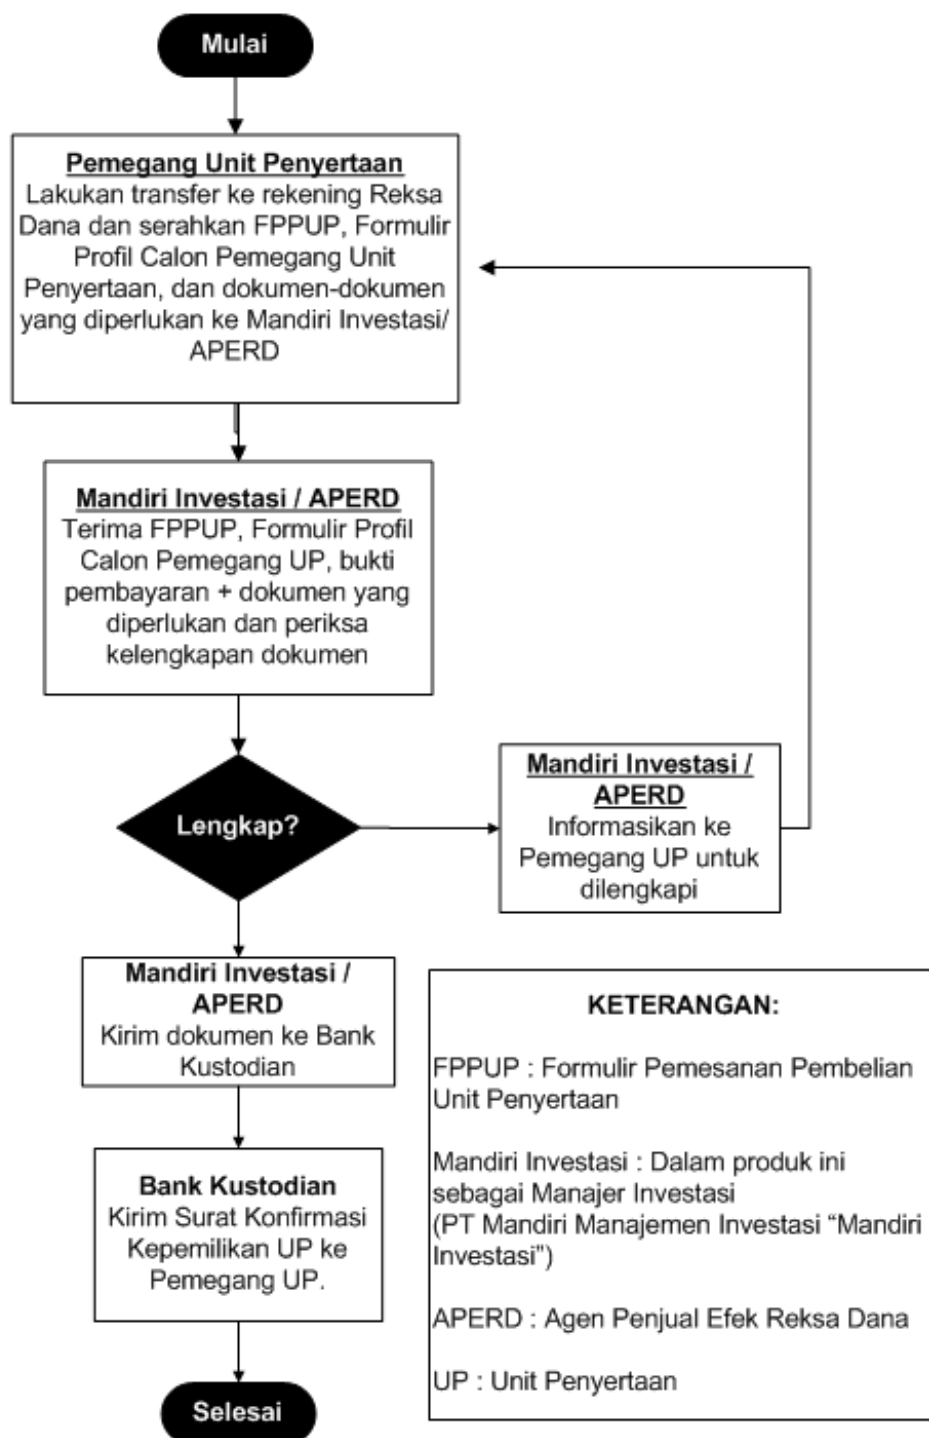 Mulai
Pemegang Unit Penyertaan
Lakukan transfer ke rekening Reksa
Dana dan serahkan FPPUP, Formulir
Profil Calon Pemegang Unit
Penyertaan, dan dokumen-dokumen
yang diperlukan ke Mandiri Investasi/
APERD
Mandiri Investasi / APERD
Terima FPPUP, Formulir Profil
Calon Pemegang UP, bukti
pembayaran + dokumen yang
diperlukan dan periksa
kelengkapan dokumen
Lengkap?
Mandiri Investasi /
APERD
Informasikan ke
Pemegang UP untuk
dilengkapi
Mandiri Investasi /
APERD
Kirim dokumen ke Bank
Kustodian
Bank Kustodian
Kirim Surat Konfirmasi
Kepemilikan UP ke
Pemegang UP.
Selesai
KETERANGAN:
FPPUP : Formulir Pemesanan Pembelian
Unit Penyertaan
Mandiri Investasi : Dalam produk ini
sebagai Manajer Investasi
(PT Mandiri Manajemen Investasi “Mandiri
Investasi”)
APERD : Agen Penjual Efek Reksa Dana
UP : Unit Penyertaan